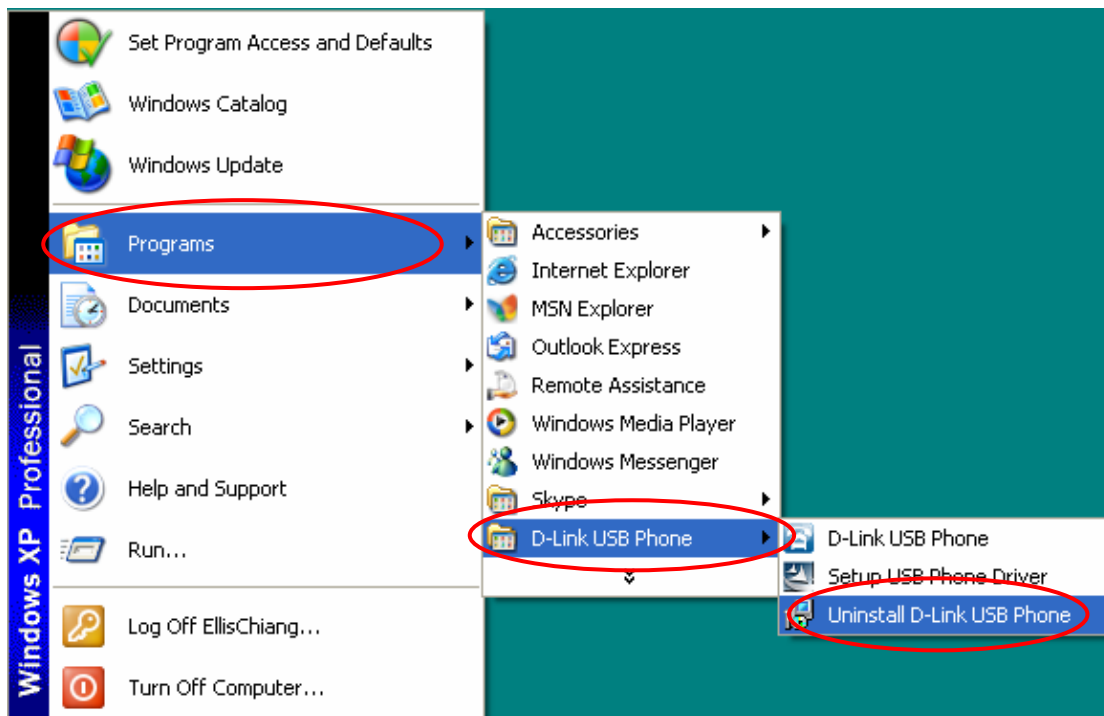 Windows XP Professional
Set Program Access and Defaults
Windows Catalog
Windows Update
Programs
Documents
Settings
Search
Help and Support
Run...
Log Off EllisChiang...
Turn Off Computer...
Accessories
Internet Explorer
MSN Explorer
Outlook Express
Remote Assistance
Windows Media Player
Windows Messenger
Skype
D-Link USB Phone
D-Link USB Phone
Setup USB Phone Driver
Uninstall D-Link USB Phone